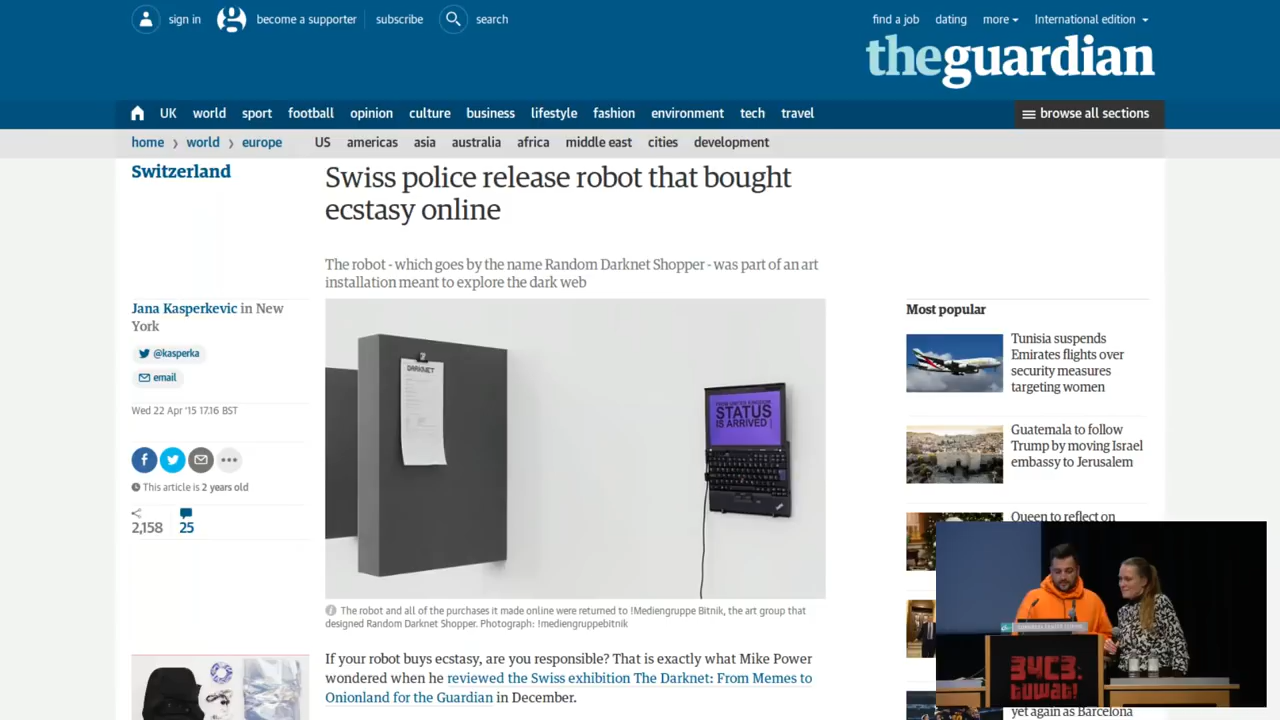 sign in
become a supporter
subscribe
search
find a job
dating
more
International edition
theguardian
UK
world
sport
football
opinion
culture
business
lifestyle
fashion
environment
tech
travel
browse all sections
home
world
europe
US
americas
asia
australia
africa
middle east
cities
development
Switzerland
Swiss police release robot that bought
ecstasy online
The robot - which goes by the name Random Darknet Shopper - was part of an art
installation meant to explore the dark web
Jana Kasperkevic in New
York
@kasperka
email
Wed 22 Apr '15 17.16 BST
This article is 2 years old
2,158
25
DARKNET
FROM UNITED KINGDOM
STATUS
IS ARRIVED
The robot and all of the purchases it made online were returned to !Mediengruppe Bitnik, the art group that
designed Random Darknet Shopper. Photograph: !mediengruppebitnik
If your robot buys ecstasy, are you responsible? That is exactly what Mike Power
wondered when he reviewed the Swiss exhibition The Darknet: From Memes to
Onionland for the Guardian in December.
Most popular
Tunisia suspends
Emirates flights over
security measures
targeting women
Guatemala to follow
Trump by moving Israel
embassy to Jerusalem
Queen to reflect on
34C3.
tuwat!
yet again as Barcelona